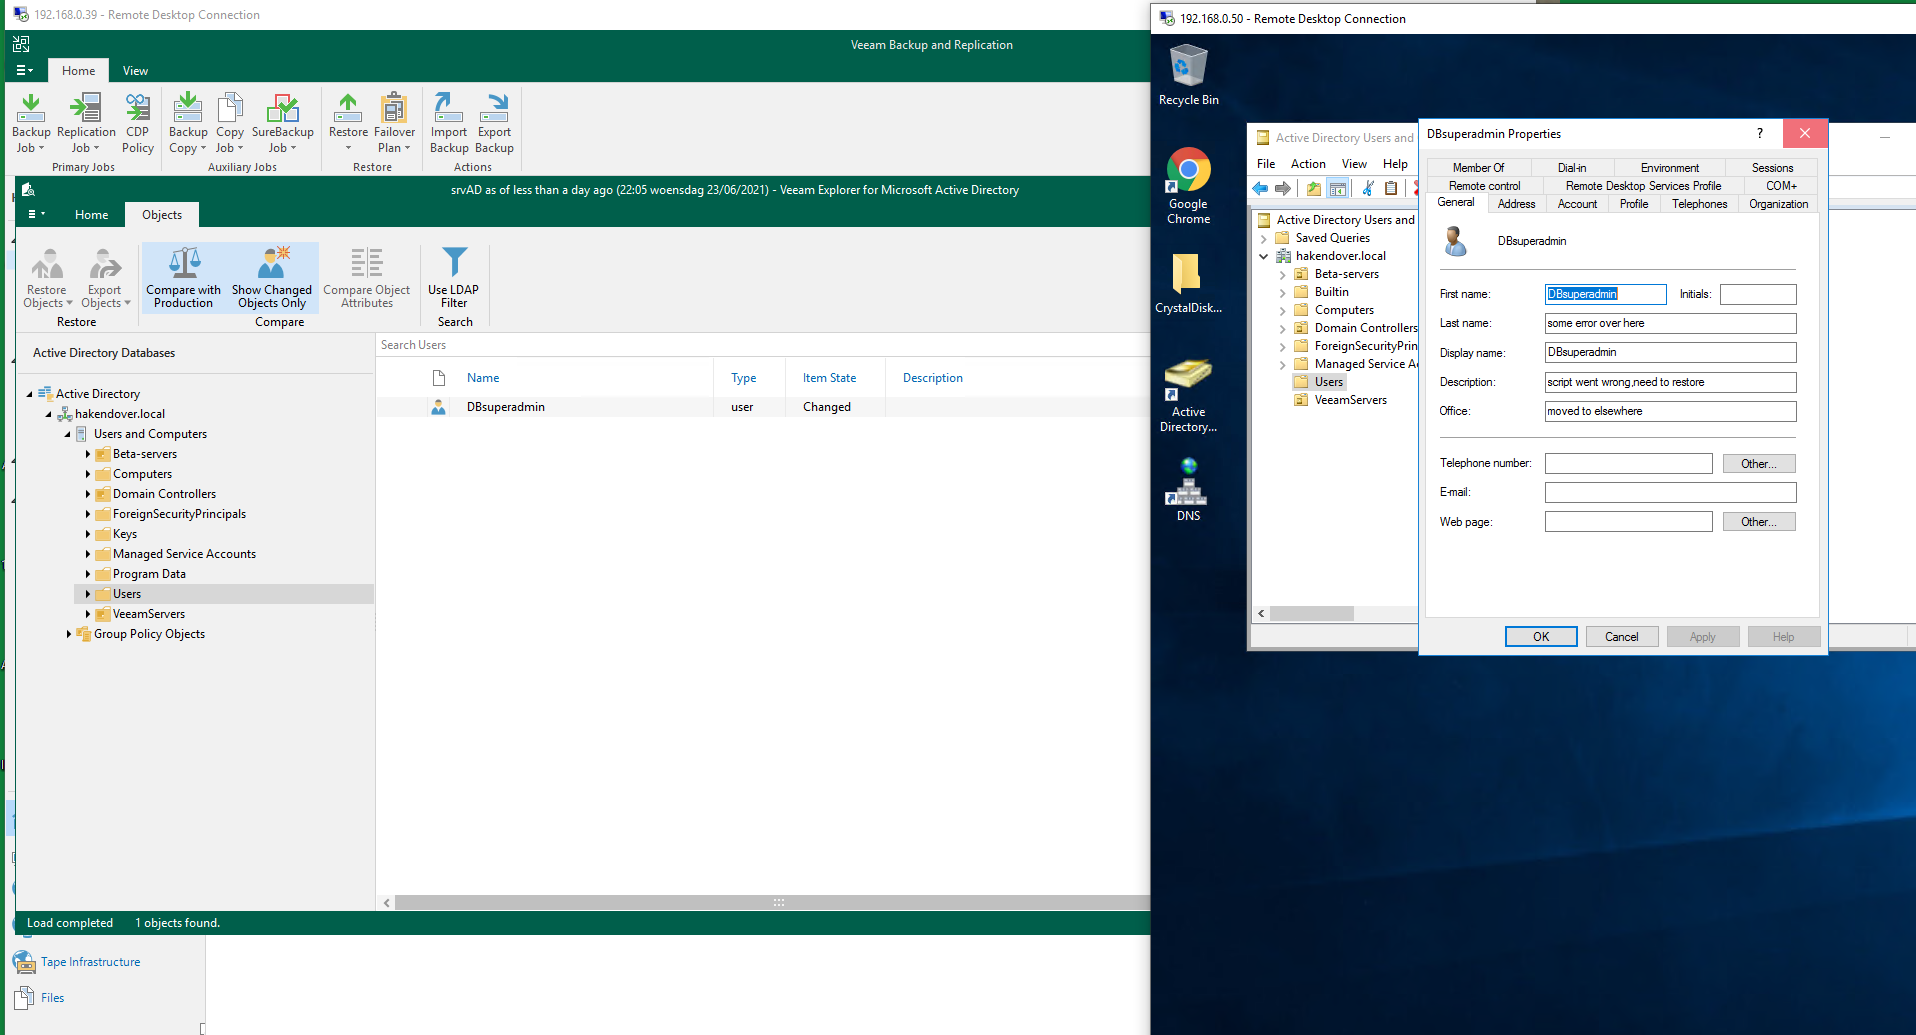 192.168.0.39 - Remote Desktop Connection
Veeam Backup and Replication
Home View
Backup Job
Replication Job
CDP Policy
Backup Copy
Copy Job
SureBackup Job
Restore
Failover Plan
Import Backup
Export Backup
Primary Jobs
Auxiliary Jobs
Restore
Actions
srvAD as of less than a day ago (22:05 woensdag 23/06/2021) - Veeam Explorer for Microsoft Active Directory
Home Objects
Restore Objects
Export Objects
Compare with Production
Show Changed Objects Only
Compare Object Attributes
Use LDAP Filter
Restore
Compare
Search
Active Directory Databases
Active Directory
hakendover.local
Users and Computers
Beta-servers
Computers
Domain Controllers
ForeignSecurityPrincipals
Keys
Managed Service Accounts
Program Data
Users
VeeamServers
Group Policy Objects
Search Users
Name Type Item State Description
DBsuperadmin user Changed
Load completed 1 objects found.
Tape Infrastructure
Files
192.168.0.50 - Remote Desktop Connection
Recycle Bin
Google Chrome
CrystalDisk...
Active Directory...
DNS
Active Directory Users and
File Action View Help
Active Directory Users and
Saved Queries
hakendover.local
Beta-servers
Builtin
Computers
Domain Controllers
ForeignSecurityPrin
Managed Service A
Users
VeeamServers
DBsuperadmin Properties
?
Member Of Dial-in Environment Sessions
Remote control Remote Desktop Services Profile COM+
General Address Account Profile Telephones Organization
DBsuperadmin
First name: DBsuperadmin Initials:
Last name: some error over here
Display name: DBsuperadmin
Description: script went wrong,need to restore
Office: moved to elsewhere
Telephone number: Other...
E-mail:
Web page: Other...
OK Cancel Apply Help